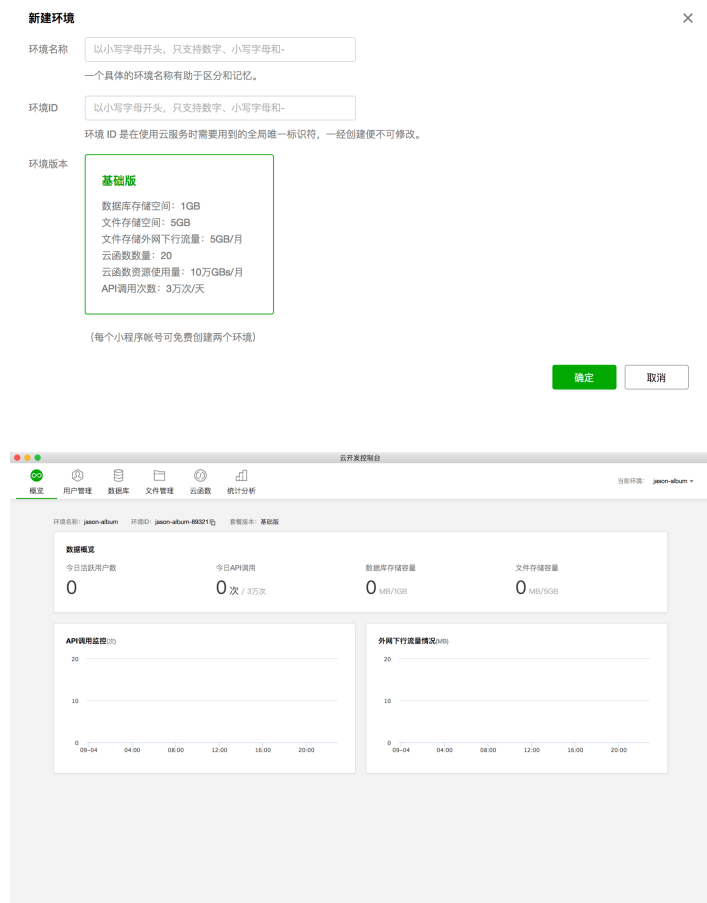 新建环境
环境名称
以小写字母开头，只支持数字、小写字母和-
一个具体的环境名称有助于区分和记忆。
环境ID
以小写字母开头，只支持数字、小写字母和-
环境 ID 是在使用云服务时需要用到的全局唯一标识符，一经创建便不可修改。
环境版本
基础版
数据库存储空间：1GB
文件存储空间：5GB
文件存储外网下行流量：5GB/月
云函数数量：20
云函数资源使用量：10万GBs/月
API调用次数：3万次/天
（每个小程序帐号可免费创建两个环境）
确定 取消
云开发控制台
概览 用户管理 数据库 文件管理 云函数 统计分析
当前环境： jason-album
环境名称：jason-album 环境ID：jason-album-89321 套餐版本：基础版
数据概览
今日活跃用户数 今日API调用 数据库存储容量 文件存储容量
0 0 次 / 3万次 0 MB/1GB 0 MB/5GB
API调用监控(次) 外网下行流量情况(MB)
20 20
10 10
0 0
09-04 04:00 08:00 12:00 16:00 20:00 09-04 04:00 08:00 12:00 16:00 20:00